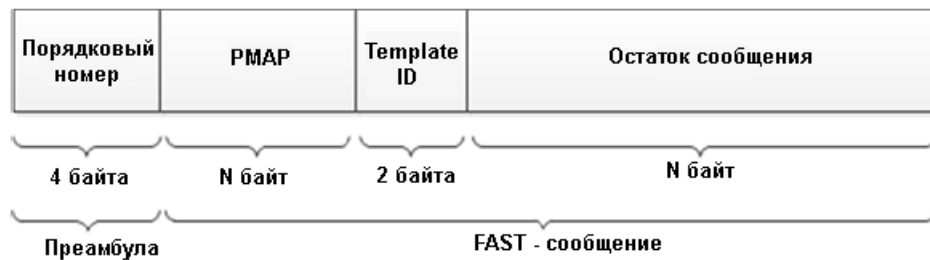 Порядковый
номер
PMAP
Template
ID
Остаток сообщения
4 байта
N байт
2 байта
N байт
Преамбула
FAST - сообщение